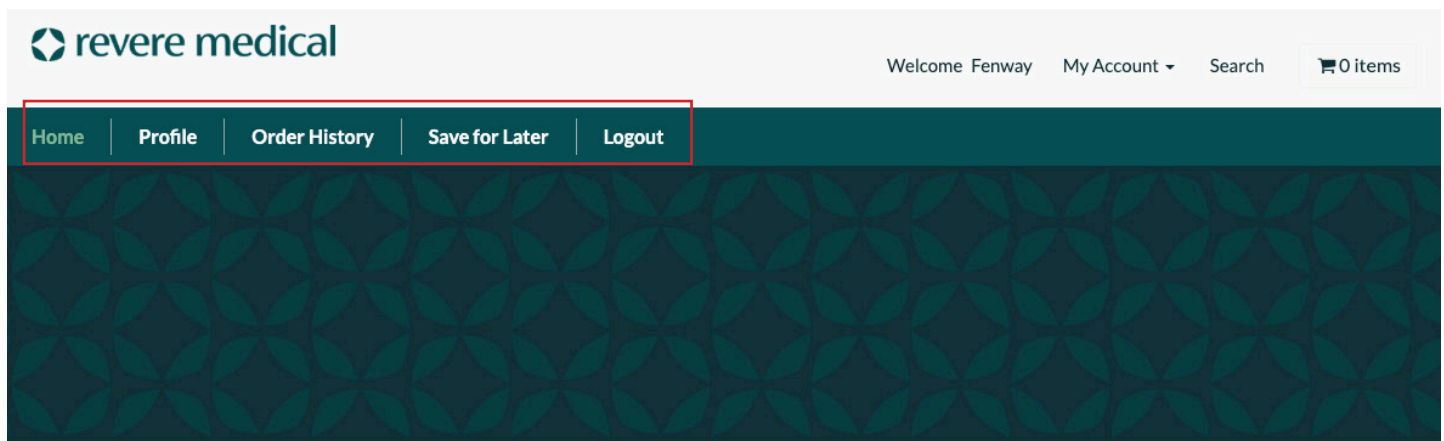 revere medical
Welcome Fenway My Account Search 0 items
Home Profile Order History Save for Later Logout